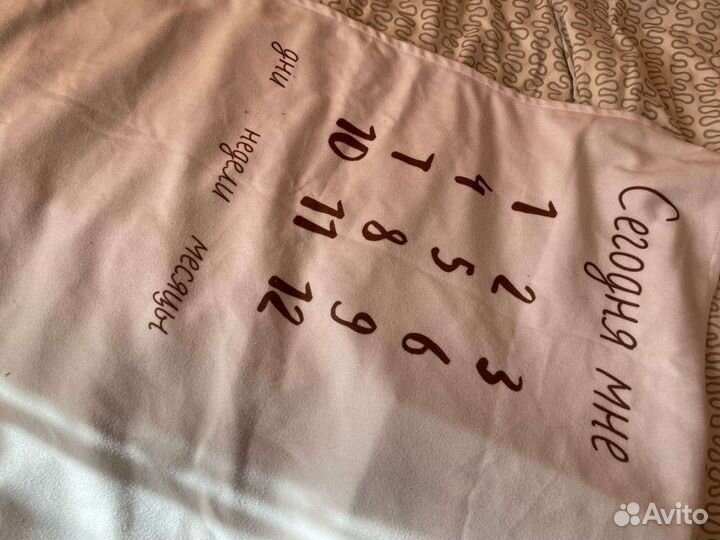 Сегодня мне
1 2 3
4 5 6
7 8 9
10 11 12
дни недели месяцы
Avito